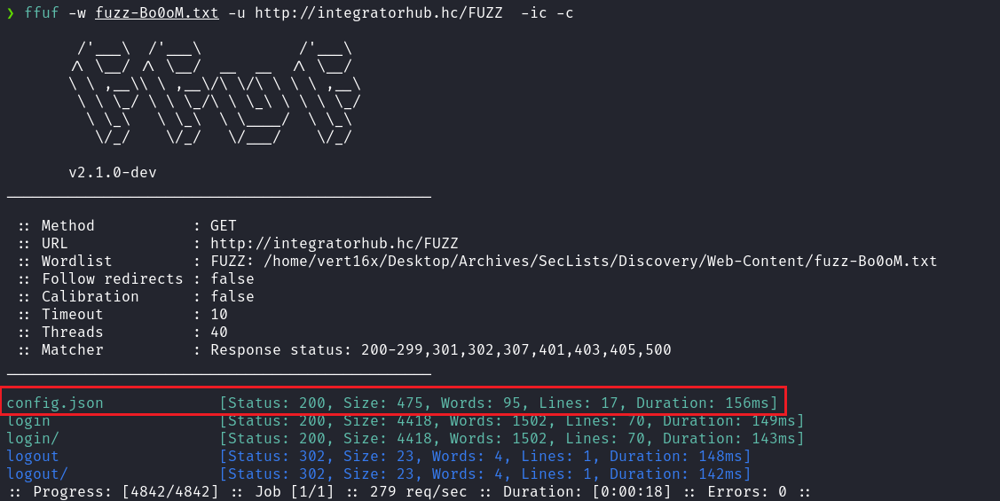 ❯ ffuf -w fuzz-Bo0oM.txt -u http://integratorhub.hc/FUZZ  -ic -c

        /'___\  /'___\           /'___\
       /\ \__/ /\ \__/  __  __  /\ \__/
       \ \ ,__\\ \ ,__\/\ \/\ \ \ \ ,__\
        \ \ \_/ \ \ \_/\ \ \_\ \ \ \ \_/
         \ \_\   \ \_\  \ \____/  \ \_\
          \/_/    \/_/   \/___/    \/_/

       v2.1.0-dev
________________________________________________

 :: Method           : GET
 :: URL              : http://integratorhub.hc/FUZZ
 :: Wordlist         : FUZZ: /home/vert16x/Desktop/Archives/SecLists/Discovery/Web-Content/fuzz-Bo0oM.txt
 :: Follow redirects : false
 :: Calibration      : false
 :: Timeout          : 10
 :: Threads          : 40
 :: Matcher          : Response status: 200-299,301,302,307,401,403,405,500
________________________________________________

config.json             [Status: 200, Size: 475, Words: 95, Lines: 17, Duration: 156ms]
login                   [Status: 200, Size: 4418, Words: 1502, Lines: 70, Duration: 149ms]
login/                  [Status: 200, Size: 4418, Words: 1502, Lines: 70, Duration: 143ms]
logout                  [Status: 302, Size: 23, Words: 4, Lines: 1, Duration: 148ms]
logout/                 [Status: 302, Size: 23, Words: 4, Lines: 1, Duration: 142ms]
:: Progress: [4842/4842] :: Job [1/1] :: 279 req/sec :: Duration: [0:00:18] :: Errors: 0 ::